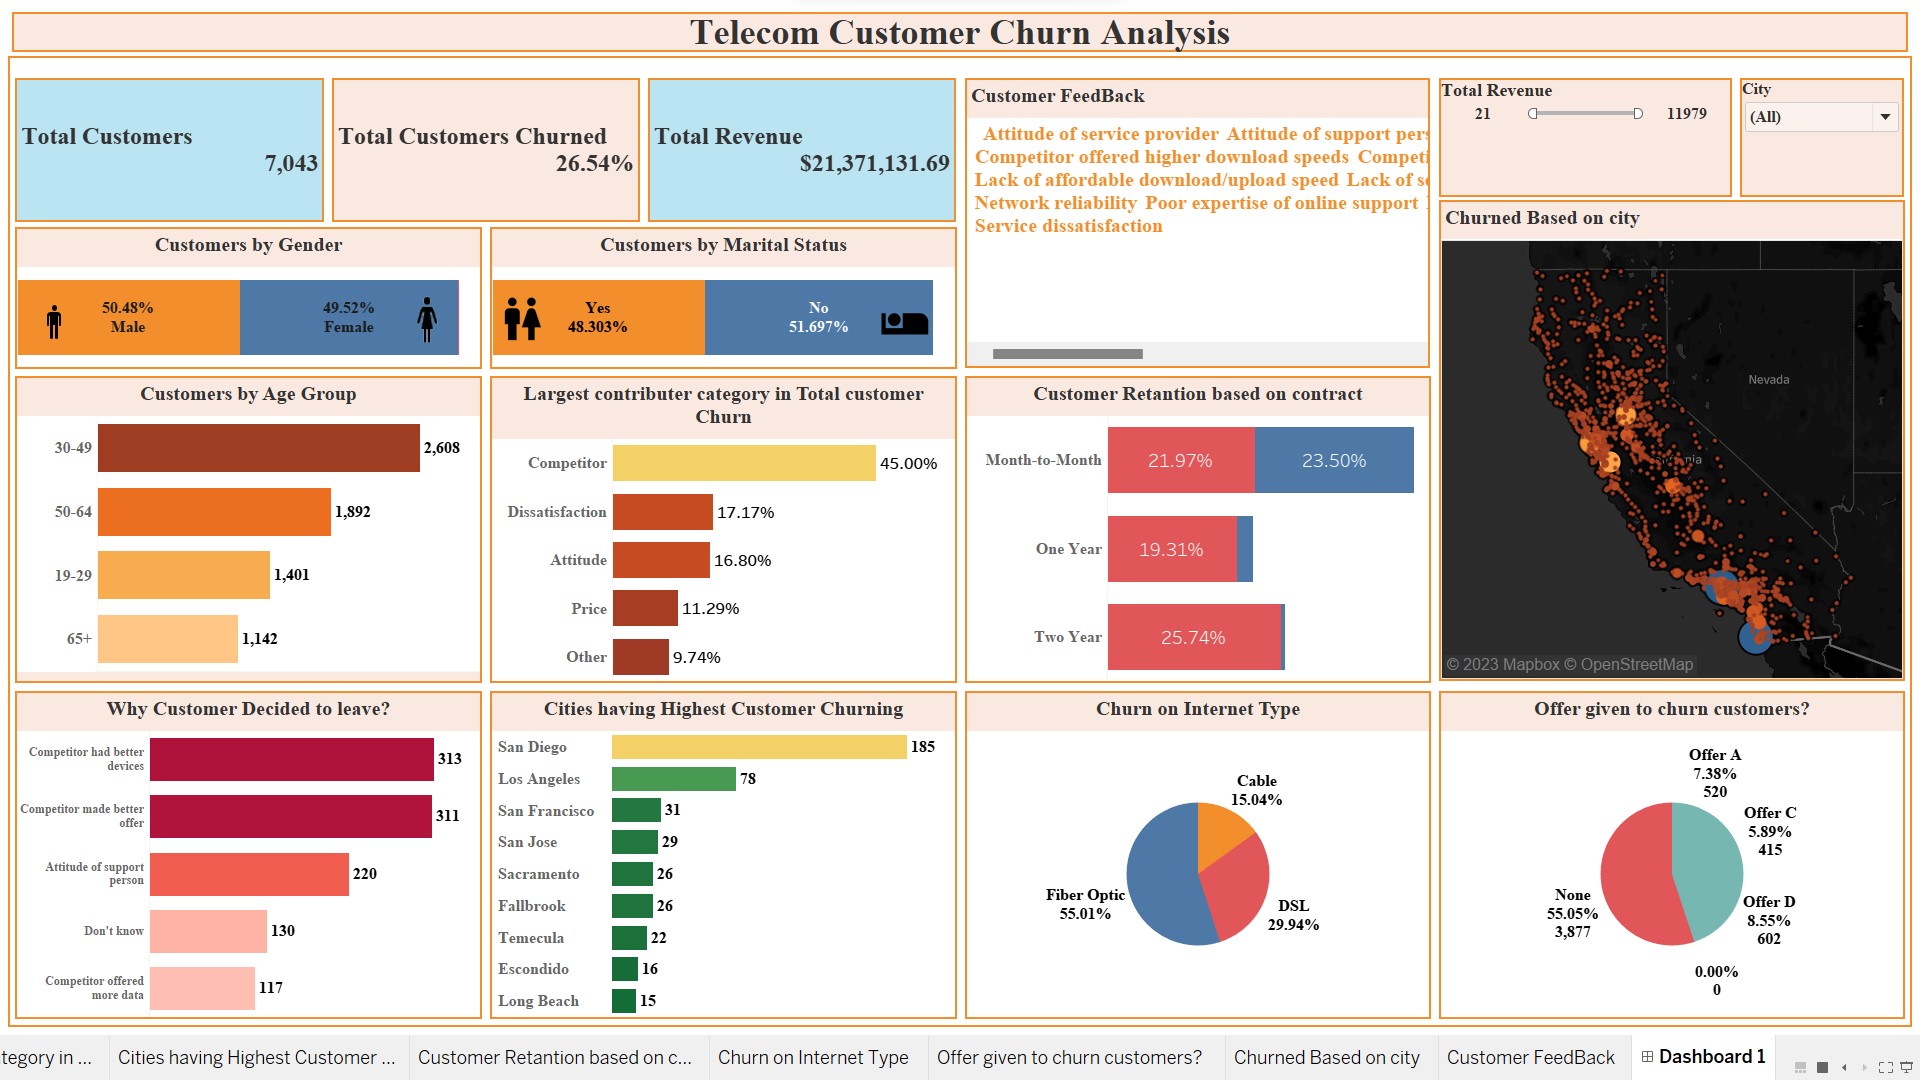 Telecom Customer Churn Analysis
Total Customers
7,043
Total Customers Churned
26.54%
Total Revenue
$21,371,131.69
Customer FeedBack
Attitude of service provider Attitude of support pers
Competitor offered higher download speeds Competi
Lack of affordable download/upload speed Lack of se
Network reliability Poor expertise of online support
Service dissatisfaction
Total Revenue
21
11979
City
(All)
Customers by Gender
50.48%
Male
49.52%
Female
Customers by Marital Status
Yes
48.303%
No
51.697%
Churned Based on city
Nevada
nia
© 2023 Mapbox © OpenStreetMap
Customers by Age Group
30-49
2,608
50-64
1,892
19-29
1,401
65+
1,142
Largest contributer category in Total customer
Churn
Competitor
45.00%
Dissatisfaction
17.17%
Attitude
16.80%
Price
11.29%
Other
9.74%
Customer Retantion based on contract
Month-to-Month
21.97%
23.50%
One Year
19.31%
Two Year
25.74%
Why Customer Decided to leave?
Competitor had better
devices
313
Competitor made better
offer
311
Attitude of support
person
220
Don't know
130
Competitor offered
more data
117
Cities having Highest Customer Churning
San Diego
185
Los Angeles
78
San Francisco
31
San Jose
29
Sacramento
26
Fallbrook
26
Temecula
22
Escondido
16
Long Beach
15
Churn on Internet Type
Cable
15.04%
Fiber Optic
55.01%
DSL
29.94%
Offer given to churn customers?
Offer A
7.38%
520
Offer C
5.89%
415
None
55.05%
3,877
Offer D
8.55%
602
0.00%
0
tegory in ...
Cities having Highest Customer ...
Customer Retantion based on c...
Churn on Internet Type
Offer given to churn customers?
Churned Based on city
Customer FeedBack
Dashboard 1